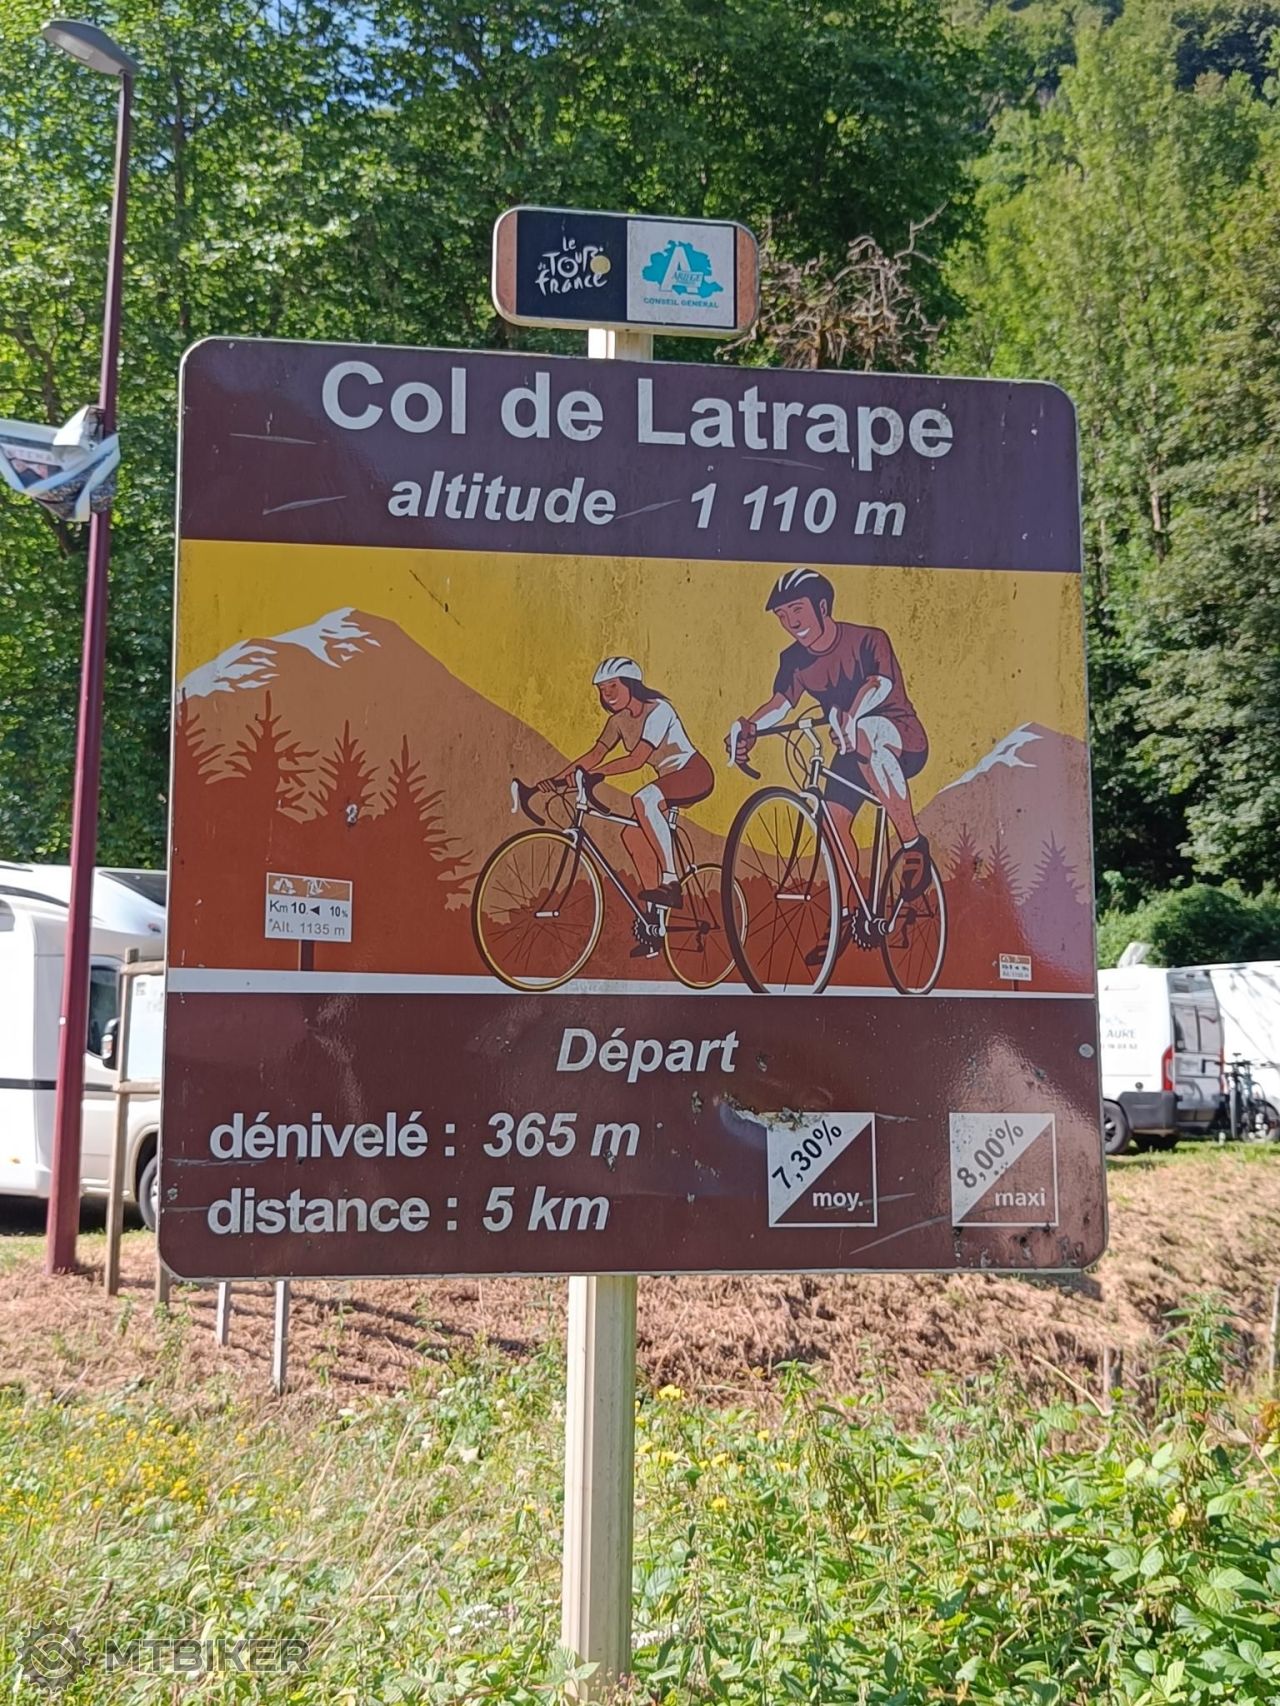 le
TOUR
de
france
A
ARIEGE
CONSEIL GENERAL
Col de Latrape
altitude 1 110 m
Km 10 ◄ 10%
Alt. 1135 m
Départ
dénivelé : 365 m
distance : 5 km
7,30%
moy.
8,00%
maxi
AURE
MTBIKER